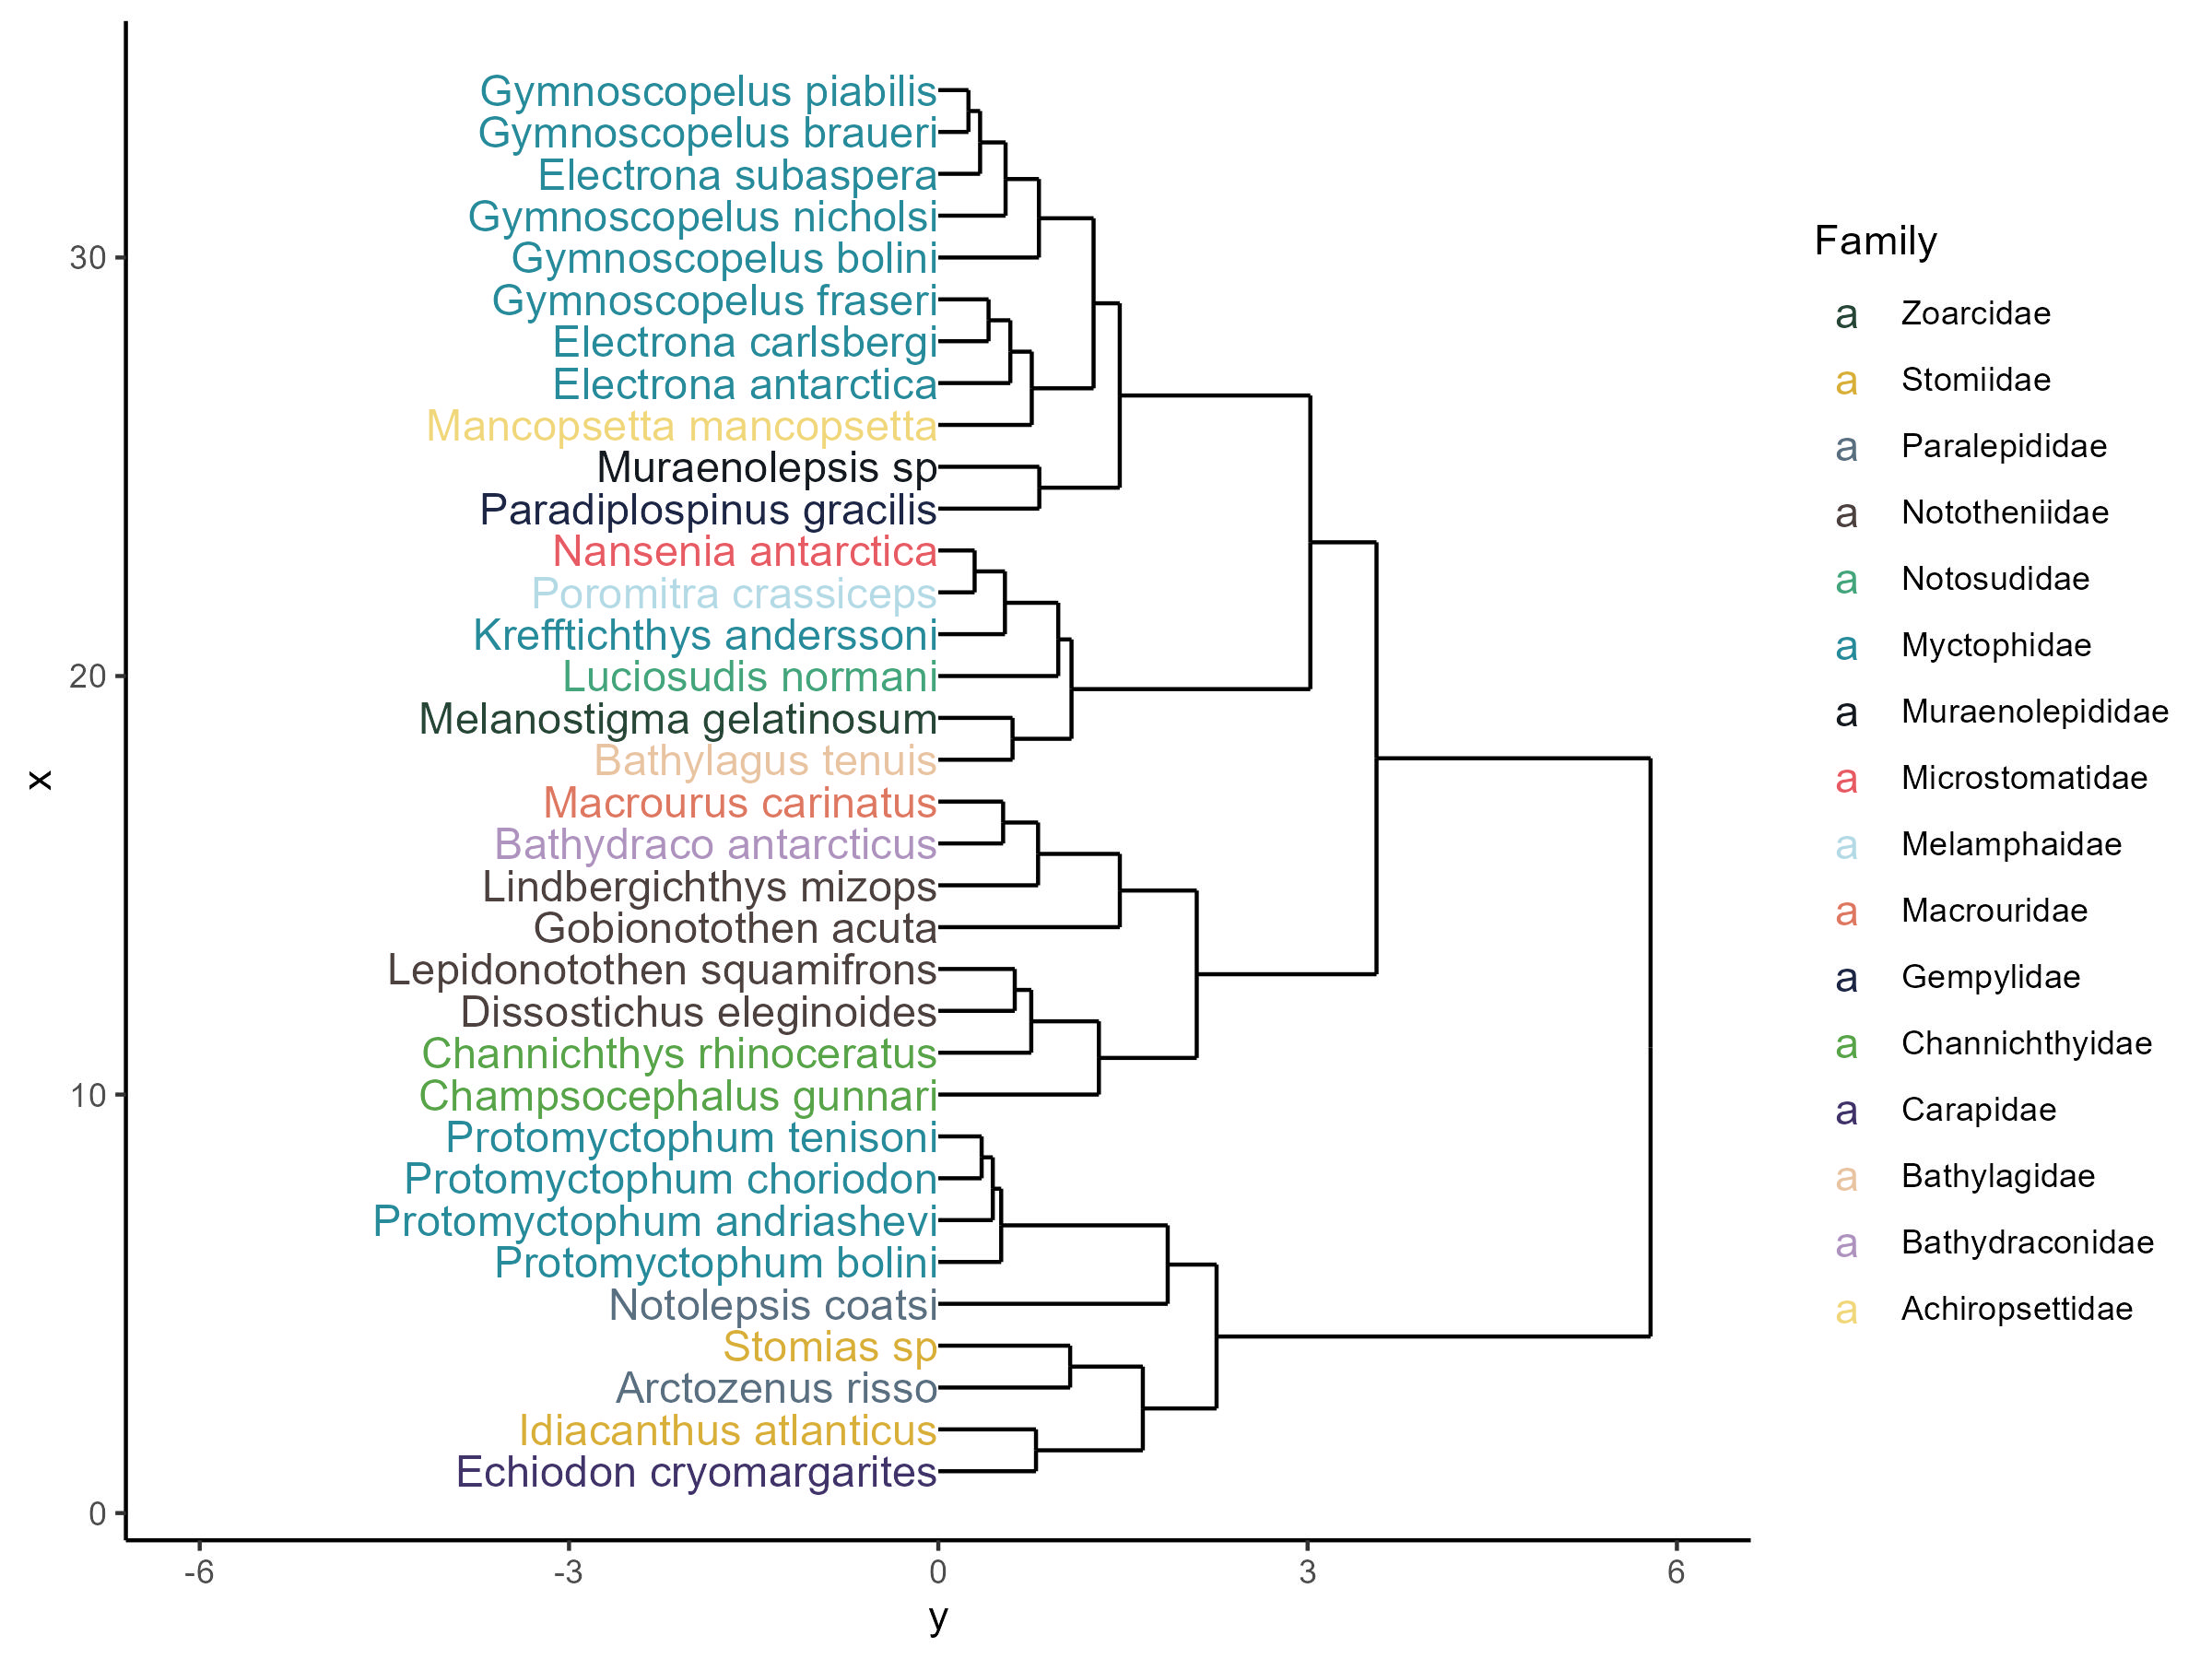 Gymnoscopelus piabilis
Gymnoscopelus braueri
Electrona subaspera
Gymnoscopelus nicholsi
Gymnoscopelus bolini
Gymnoscopelus fraseri
Electrona carlsbergi
Electrona antarctica
Mancopsetta mancopsetta
Muraenolepsis sp
Paradiplospinus gracilis
Nansenia antarctica
Poromitra crassiceps
Krefftichthys anderssoni
Luciosudis normani
Melanostigma gelatinosum
Bathylagus tenuis
Macrourus carinatus
Bathydraco antarcticus
Lindbergichthys mizops
Gobionotothen acuta
Lepidonotothen squamifrons
Dissostichus eleginoides
Channichthys rhinoceratus
Champsocephalus gunnari
Protomyctophum tenisoni
Protomyctophum choriodon
Protomyctophum andriashevi
Protomyctophum bolini
Notolepsis coatsi
Stomias sp
Arctozenus risso
Idiacanthus atlanticus
Echiodon cryomargarites
30
20
10
0
x
-6
-3
0
3
6
y
Family
a Zoarcidae
a Stomiidae
a Paralepididae
a Nototheniidae
a Notosudidae
a Myctophidae
a Muraenolepididae
a Microstomatidae
a Melamphaidae
a Macrouridae
a Gempylidae
a Channichthyidae
a Carapidae
a Bathylagidae
a Bathydraconidae
a Achiropsettidae